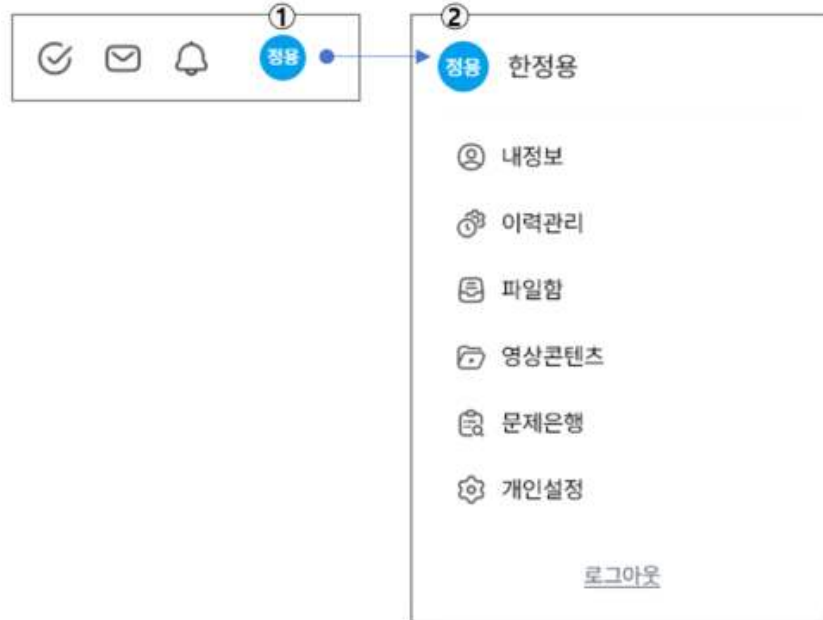 ①
정용
②
정용 한정용
내정보
이력관리
파일함
영상콘텐츠
문제은행
개인설정
로그아웃